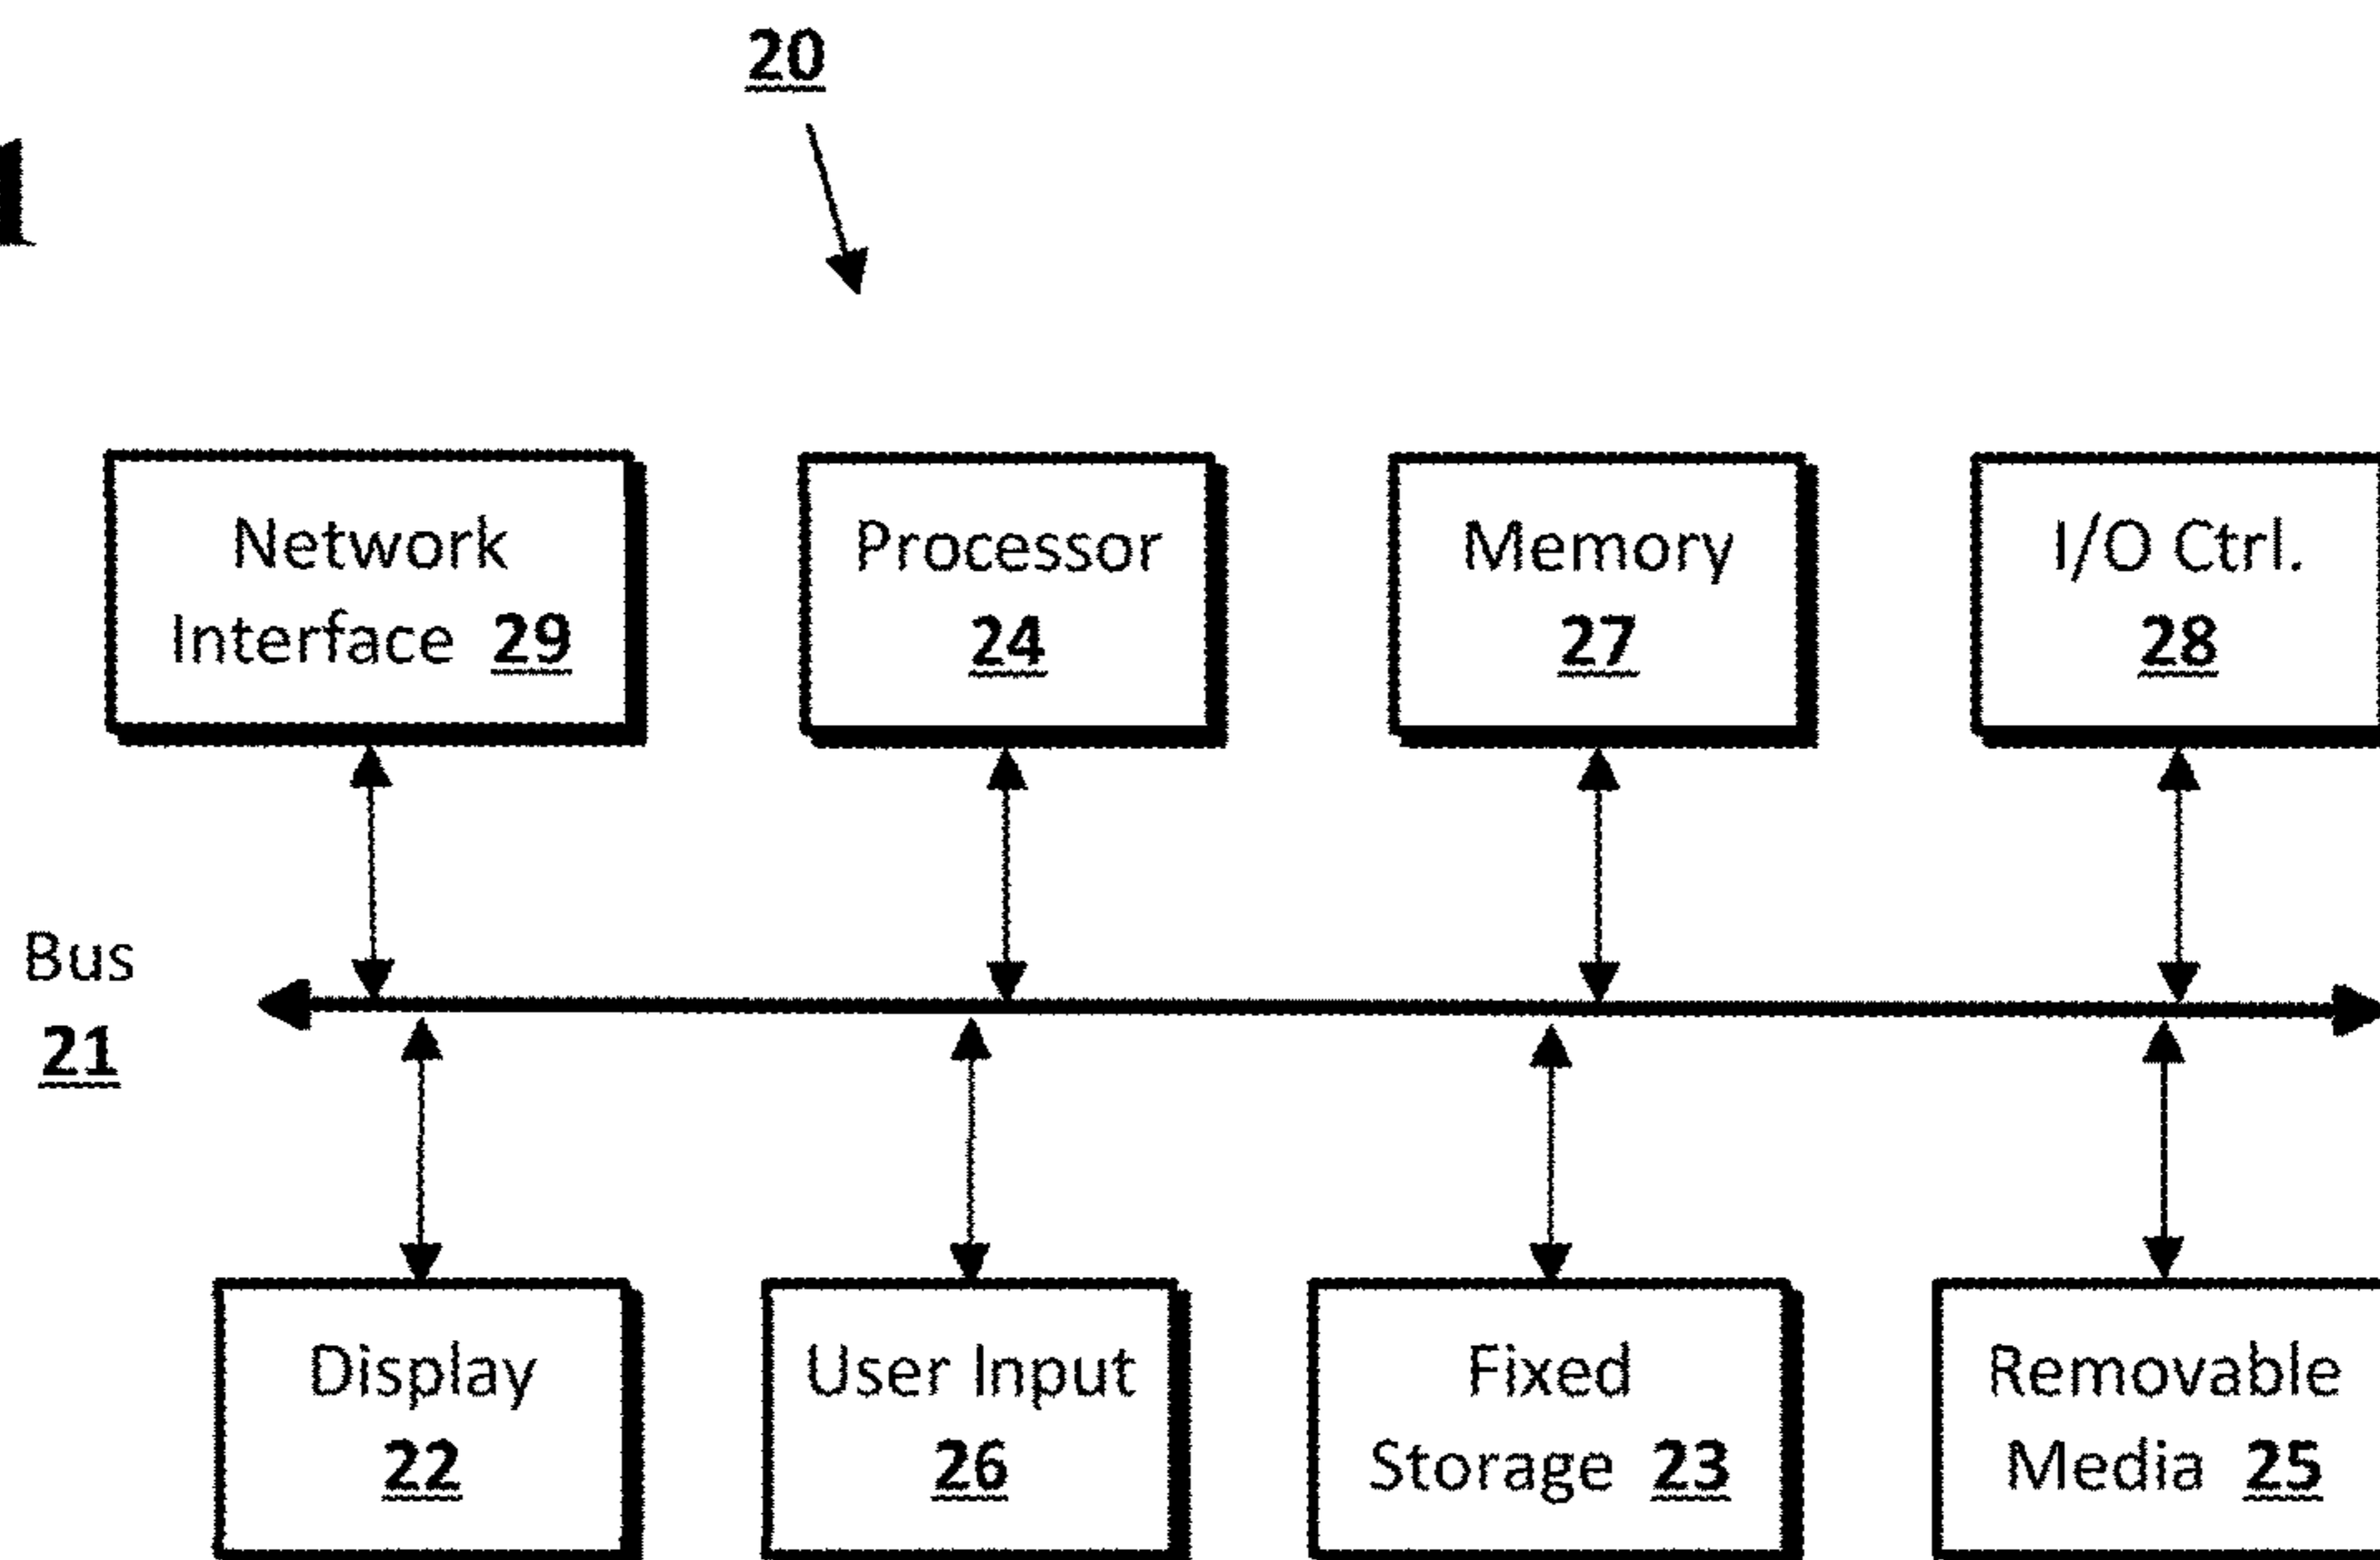 20
Network
Interface 29
Processor
24
Memory
27
I/O Ctrl.
28
Bus
21
Display
22
User Input
26
Fixed
Storage 23
Removable
Media 25